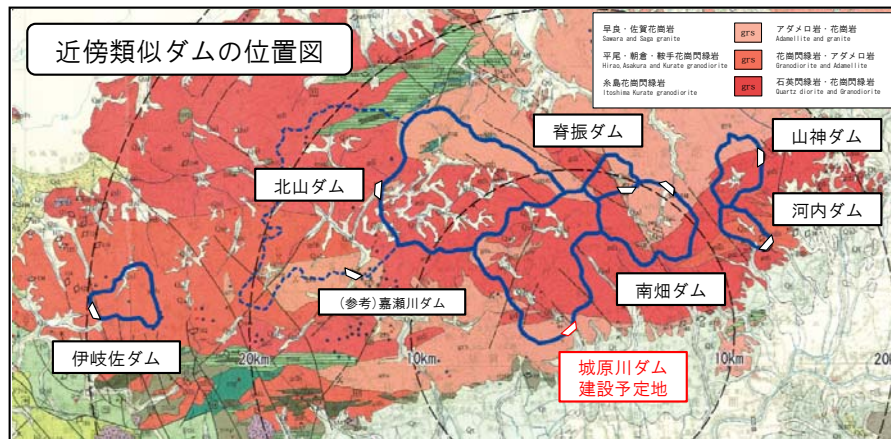 近傍類似ダムの位置図
早良・佐賀花崗岩
Sawara and Saga granite
grs
アダメロ岩・花崗岩
Adamellite and granite
平尾・朝倉・鞍手花崗閃緑岩
Hirao, Asakura and Kurate granodiorite
grs
花崗閃緑岩・アダメロ岩
Granodiorite and Adamellite
糸島花崗閃緑岩
Itoshima Kurate granodiorite
grs
石英閃緑岩・花崗閃緑岩
Quartz diorite and Granodiorite
脊振ダム
山神ダム
北山ダム
河内ダム
南畑ダム
(参考)嘉瀬川ダム
伊岐佐ダム
20km
10km
10km
20
城原川ダム
建設予定地